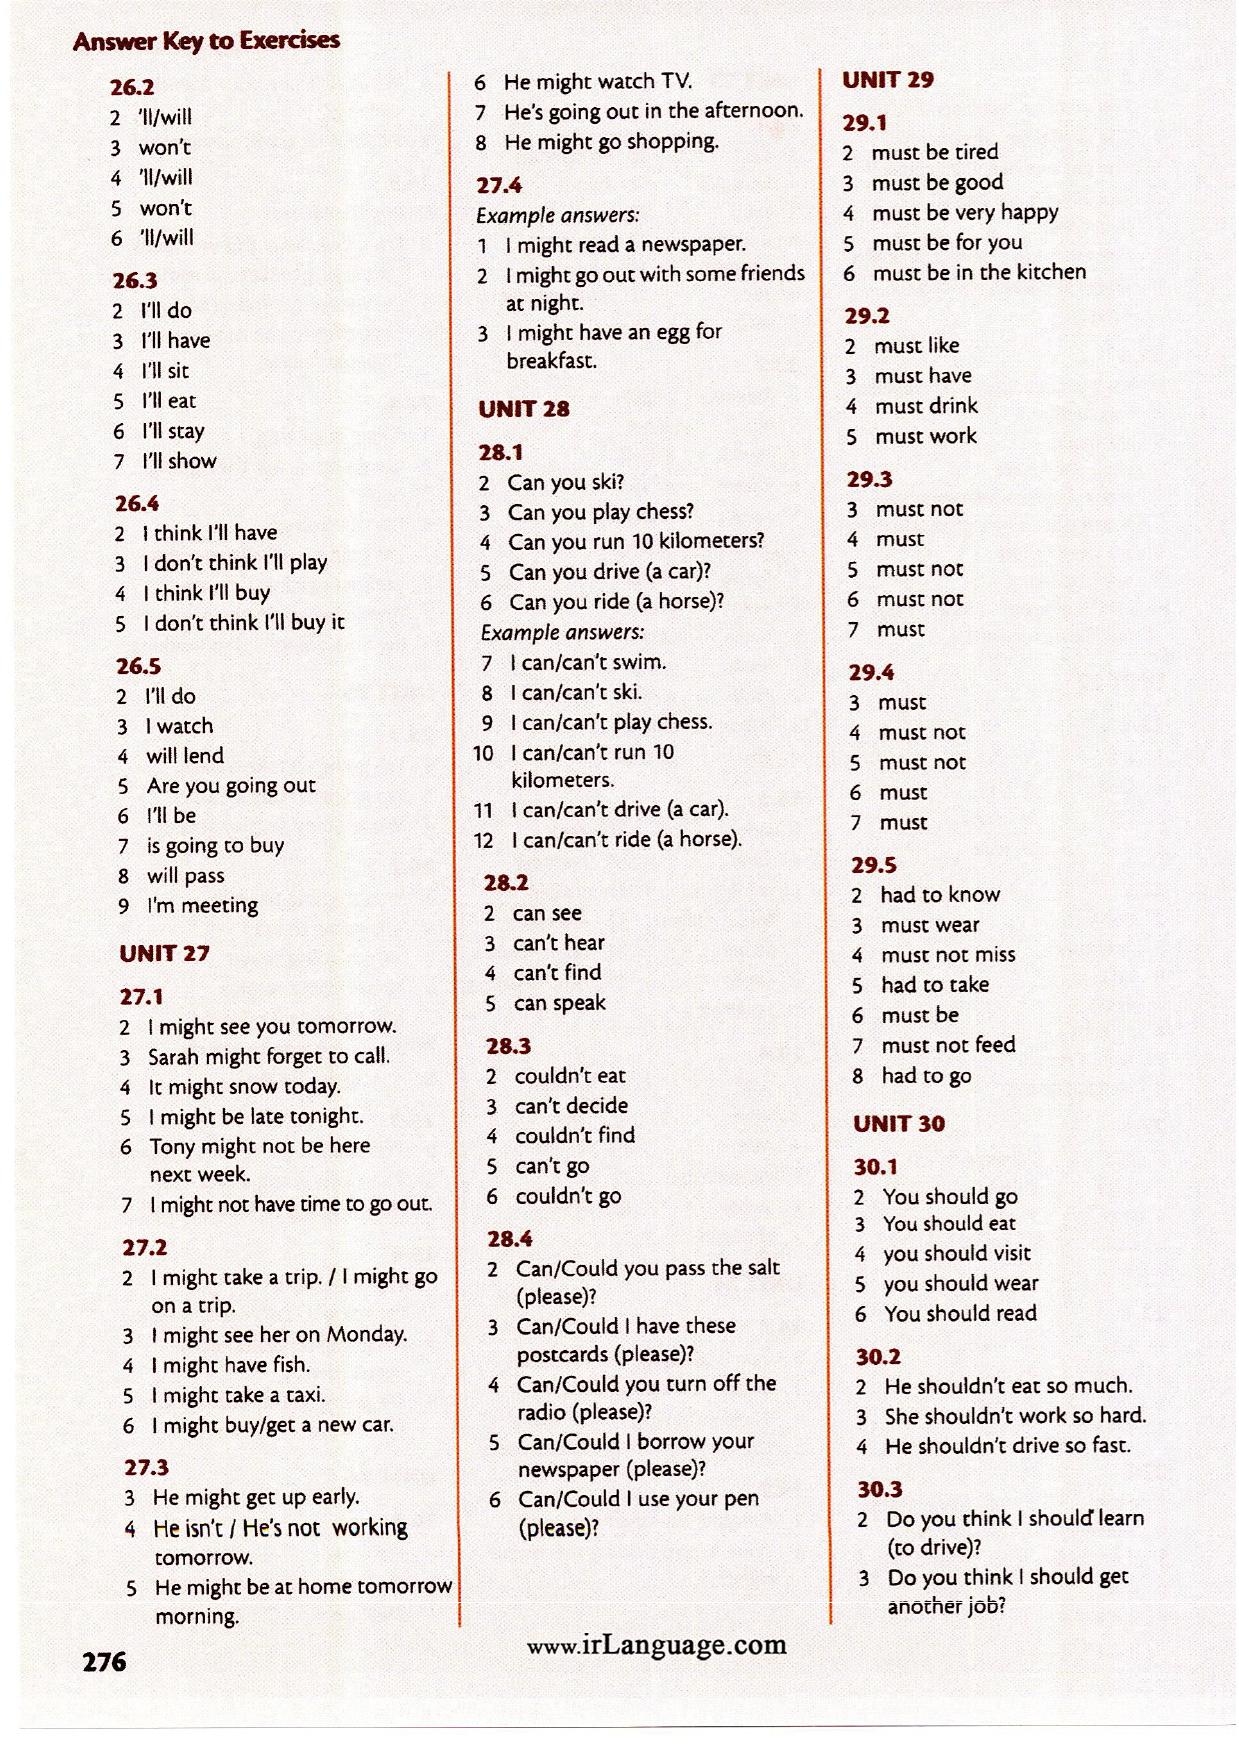 Answer Key to Exercises
26.2
2 'll/will
3 won't
4 'll/will
5 won't
6 'll/will
26.3
2 I'll do
3 I'll have
4 I'll sit
5 I'll eat
6 I'll stay
7 I'll show
26.4
2 I think I'll have
3 I don't think I'll play
4 I think I'll buy
5 I don't think I'll buy it
26.5
2 I'll do
3 I watch
4 will lend
5 Are you going out
6 I'll be
7 is going to buy
8 will pass
9 I'm meeting
UNIT 27
27.1
2 I might see you tomorrow.
3 Sarah might forget to call.
4 It might snow today.
5 I might be late tonight.
6 Tony might not be here
next week.
7 I might not have time to go out.
27.2
2 I might take a trip. / I might go
on a trip.
3 I might see her on Monday.
4 I might have fish.
5 I might take a taxi.
6 I might buy/get a new car.
27.3
3 He might get up early.
4 He isn't / He's not working
tomorrow.
5 He might be at home tomorrow
morning.
6 He might watch TV.
7 He's going out in the afternoon.
8 He might go shopping.
27.4
Example answers:
1 I might read a newspaper.
2 I might go out with some friends
at night.
3 I might have an egg for
breakfast.
UNIT 28
28.1
2 Can you ski?
3 Can you play chess?
4 Can you run 10 kilometers?
5 Can you drive (a car)?
6 Can you ride (a horse)?
Example answers:
7 I can/can't swim.
8 I can/can't ski.
9 I can/can't play chess.
10 I can/can't run 10
kilometers.
11 I can/can't drive (a car).
12 I can/can't ride (a horse).
28.2
2 can see
3 can't hear
4 can't find
5 can speak
28.3
2 couldn't eat
3 can't decide
4 couldn't find
5 can't go
6 couldn't go
28.4
2 Can/Could you pass the salt
(please)?
3 Can/Could I have these
postcards (please)?
4 Can/Could you turn off the
radio (please)?
5 Can/Could I borrow your
newspaper (please)?
6 Can/Could I use your pen
(please)?
UNIT 29
29.1
2 must be tired
3 must be good
4 must be very happy
5 must be for you
6 must be in the kitchen
29.2
2 must like
3 must have
4 must drink
5 must work
29.3
3 must not
4 must
5 must not
6 must not
7 must
29.4
3 must
4 must not
5 must not
6 must
7 must
29.5
2 had to know
3 must wear
4 must not miss
5 had to take
6 must be
7 must not feed
8 had to go
UNIT 30
30.1
2 You should go
3 You should eat
4 you should visit
5 you should wear
6 You should read
30.2
2 He shouldn't eat so much.
3 She shouldn't work so hard.
4 He shouldn't drive so fast.
30.3
2 Do you think I should learn
(to drive)?
3 Do you think I should get
another job?
276
www.irLanguage.com